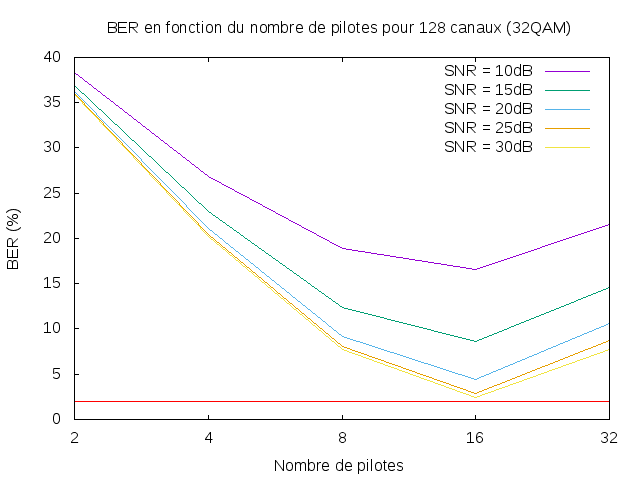 BER en fonction du nombre de pilotes pour 128 canaux (32QAM)
40
35
30
25
20
15
10
5
0
BER (%)
SNR = 10dB
SNR = 15dB
SNR = 20dB
SNR = 25dB
SNR = 30dB
2 4 8 16 32
Nombre de pilotes